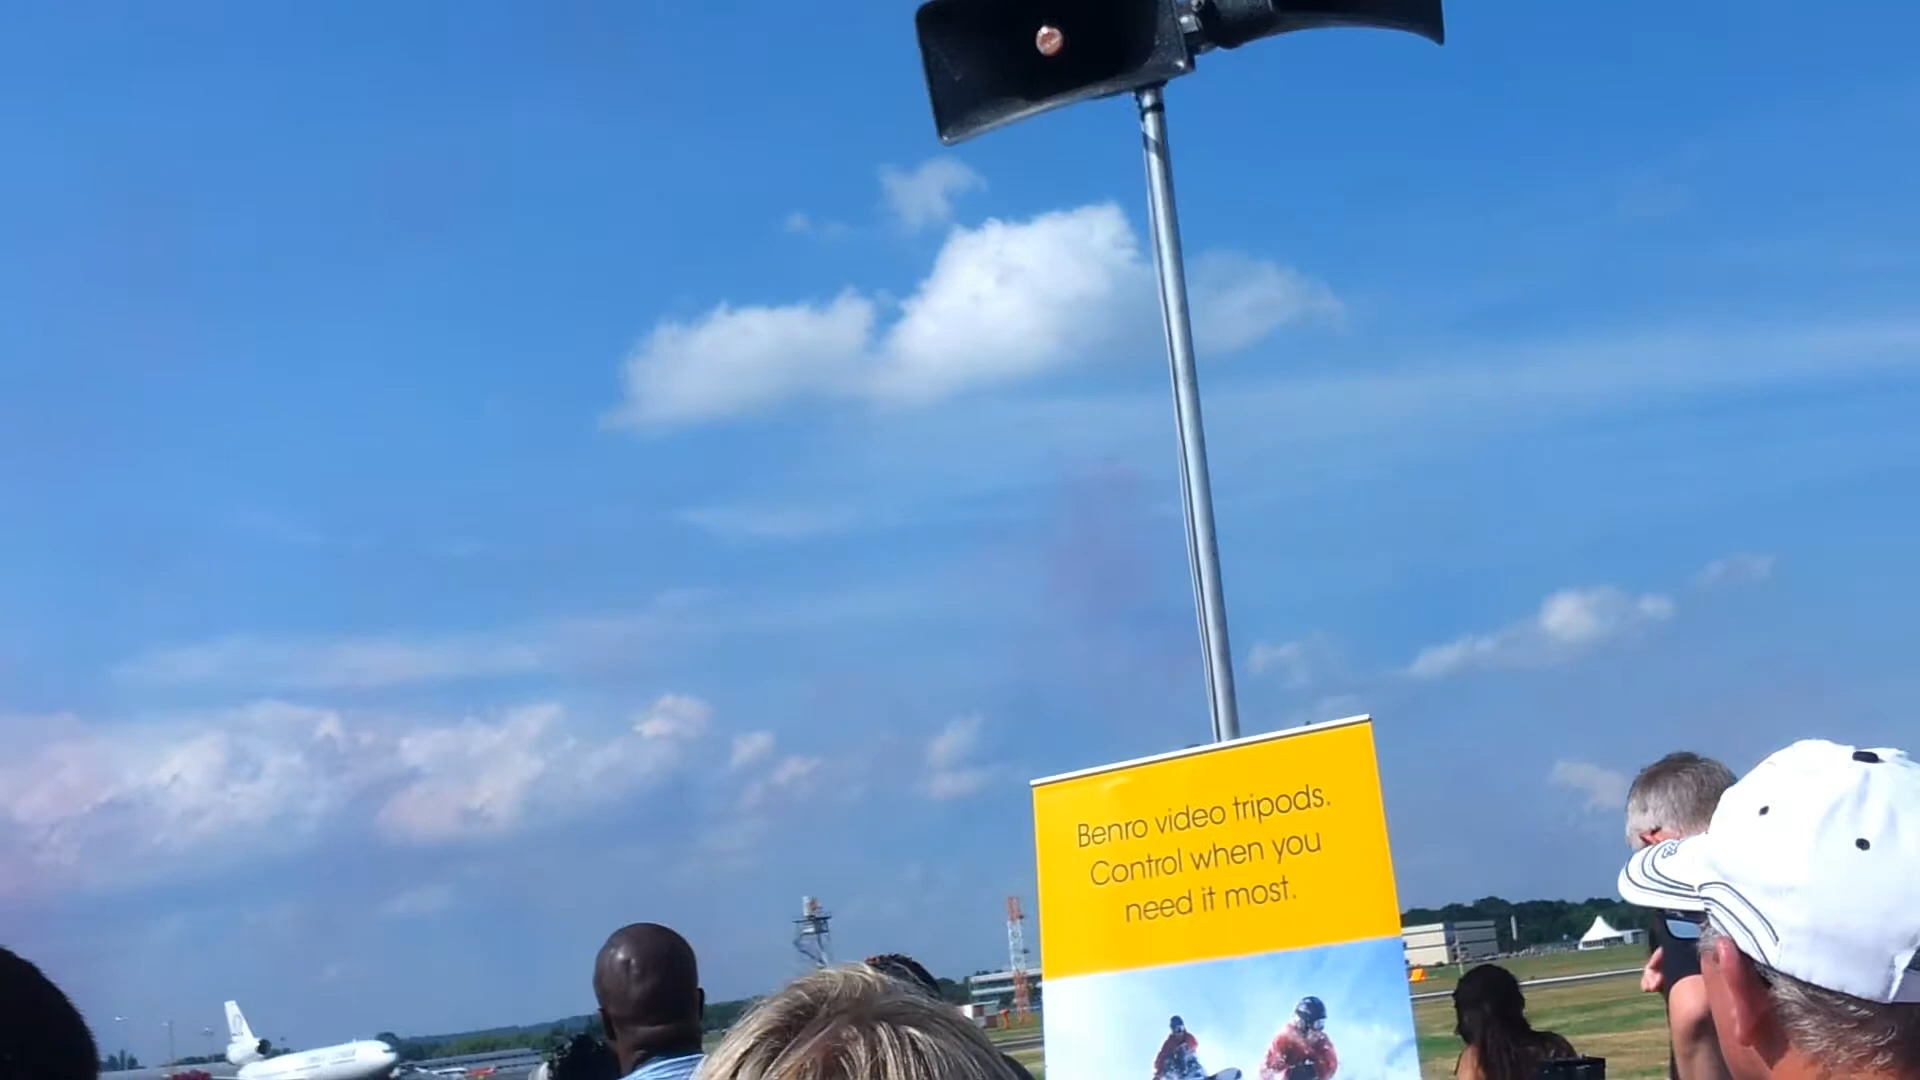 Benro video tripods.
Control when you
need it most.